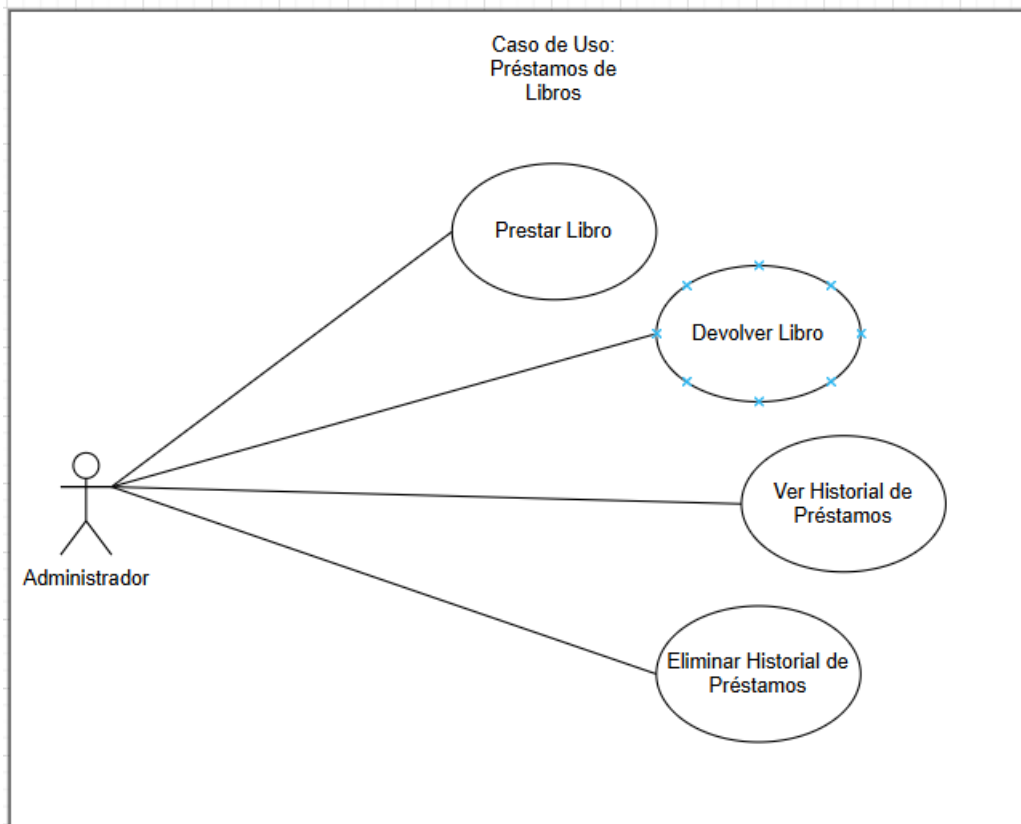 Caso de Uso:
Préstamos de
Libros
Prestar Libro
Devolver Libro
Ver Historial de
Préstamos
Administrador
Eliminar Historial de
Préstamos